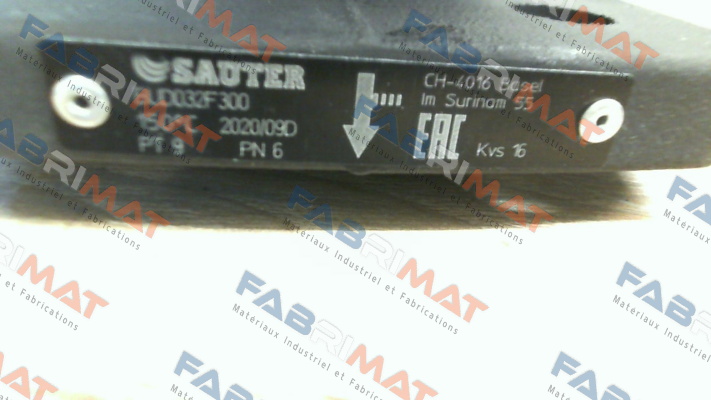 SAUTER
UD032F300
150°C 2020/09D
PT 9 PN 6
CH-4016 Basel
Im Surinam 55
EAC
Kvs 16
FABRIMAT
Matériaux Industriel et Fabrications